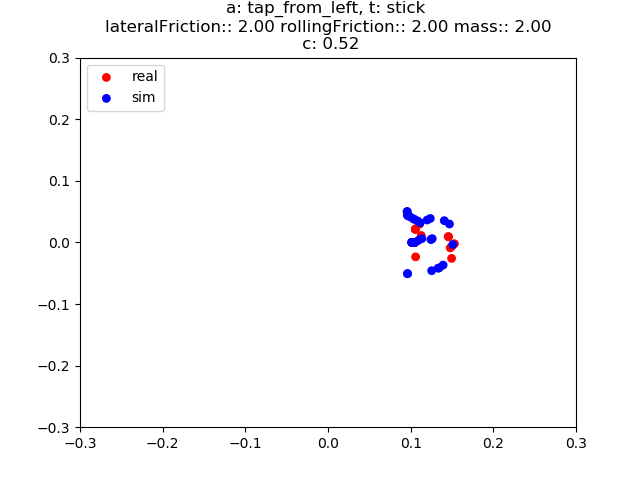 a: tap_from_left, t: stick
lateralFriction:: 2.00 rollingFriction:: 2.00 mass:: 2.00
c: 0.52
real
sim
0.3
0.2
0.1
0.0
−0.1
−0.2
−0.3
−0.3 −0.2 −0.1 0.0 0.1 0.2 0.3